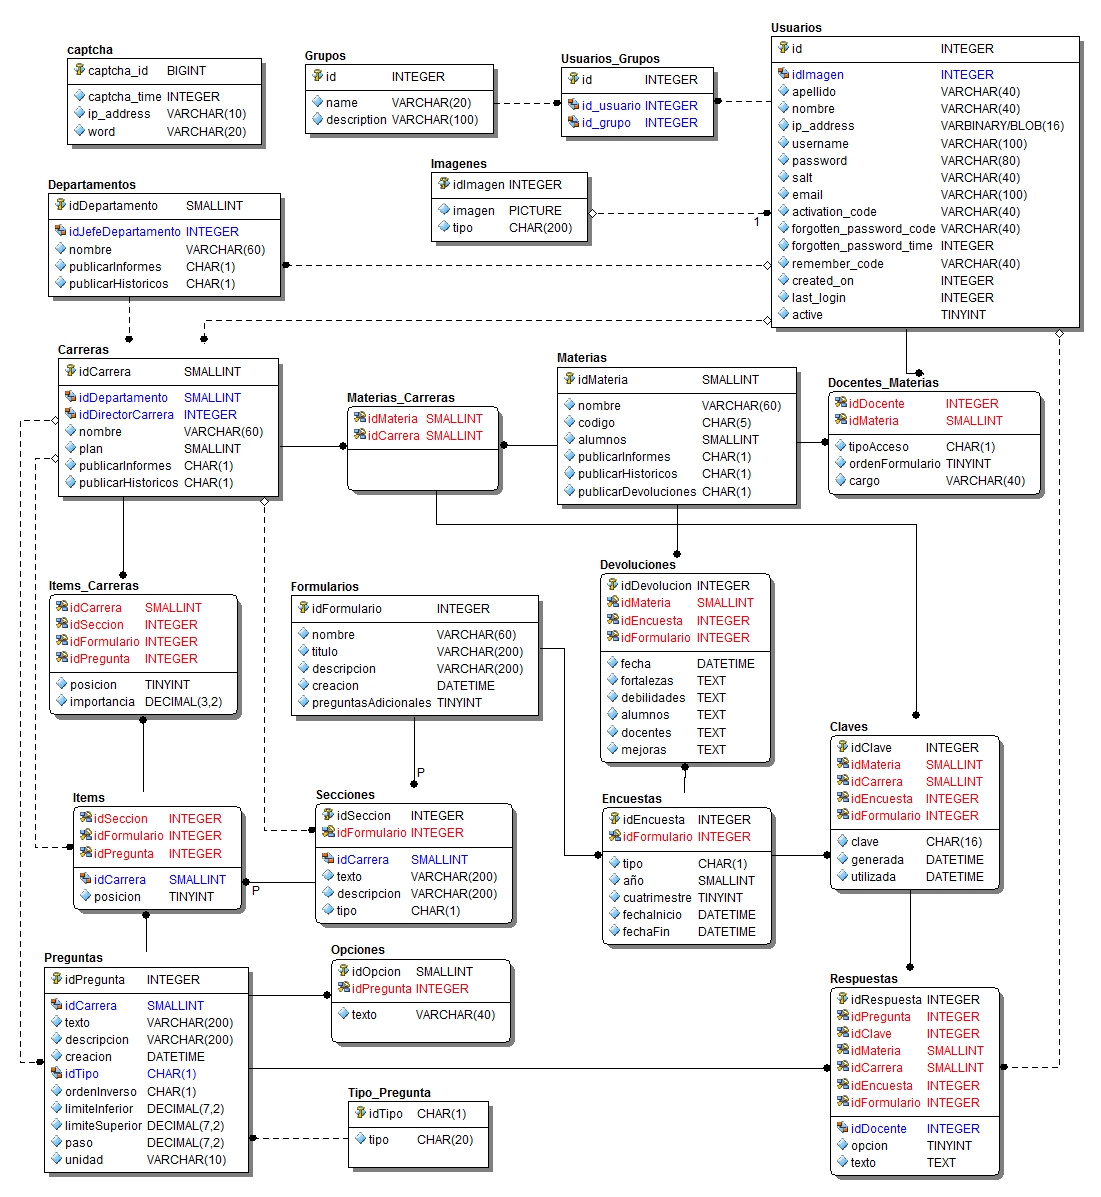 captcha
captcha_id BIGINT
captcha_time INTEGER
ip_address VARCHAR(10)
word VARCHAR(20)
Grupos
id INTEGER
name VARCHAR(20)
description VARCHAR(100)
Usuarios_Grupos
id INTEGER
id_usuario INTEGER
id_grupo INTEGER
Usuarios
id INTEGER
idImagen INTEGER
apellido VARCHAR(40)
nombre VARCHAR(40)
ip_address VARBINARY/BLOB(16)
username VARCHAR(100)
password VARCHAR(80)
salt VARCHAR(40)
email VARCHAR(100)
activation_code VARCHAR(40)
forgotten_password_code VARCHAR(40)
forgotten_password_time INTEGER
remember_code VARCHAR(40)
created_on INTEGER
last_login INTEGER
active TINYINT
Imagenes
idImagen INTEGER
imagen PICTURE
tipo CHAR(200)
1
Departamentos
idDepartamento SMALLINT
idJefeDepartamento INTEGER
nombre VARCHAR(60)
publicarInformes CHAR(1)
publicarHistoricos CHAR(1)
Carreras
idCarrera SMALLINT
idDepartamento SMALLINT
idDirectorCarrera INTEGER
nombre VARCHAR(60)
plan SMALLINT
publicarInformes CHAR(1)
publicarHistoricos CHAR(1)
Materias_Carreras
idMateria SMALLINT
idCarrera SMALLINT
Materias
idMateria SMALLINT
nombre VARCHAR(60)
codigo CHAR(5)
alumnos SMALLINT
publicarInformes CHAR(1)
publicarHistoricos CHAR(1)
publicarDevoluciones CHAR(1)
Docentes_Materias
idDocente INTEGER
idMateria SMALLINT
tipoAcceso CHAR(1)
ordenFormulario TINYINT
cargo VARCHAR(40)
Items_Carreras
idCarrera SMALLINT
idSeccion INTEGER
idFormulario INTEGER
idPregunta INTEGER
posicion TINYINT
importancia DECIMAL(3,2)
Formularios
idFormulario INTEGER
nombre VARCHAR(60)
titulo VARCHAR(200)
descripcion VARCHAR(200)
creacion DATETIME
preguntasAdicionales TINYINT
P
Devoluciones
idDevolucion INTEGER
idMateria SMALLINT
idEncuesta INTEGER
idFormulario INTEGER
fecha DATETIME
fortalezas TEXT
debilidades TEXT
alumnos TEXT
docentes TEXT
mejoras TEXT
Claves
idClave INTEGER
idMateria SMALLINT
idCarrera SMALLINT
idEncuesta INTEGER
idFormulario INTEGER
clave CHAR(16)
generada DATETIME
utilizada DATETIME
Items
idSeccion INTEGER
idFormulario INTEGER
idPregunta INTEGER
idCarrera SMALLINT
posicion TINYINT
P
Secciones
idSeccion INTEGER
idFormulario INTEGER
idCarrera SMALLINT
texto VARCHAR(200)
descripcion VARCHAR(200)
tipo CHAR(1)
Encuestas
idEncuesta INTEGER
idFormulario INTEGER
tipo CHAR(1)
año SMALLINT
cuatrimestre TINYINT
fechaInicio DATETIME
fechaFin DATETIME
Preguntas
idPregunta INTEGER
idCarrera SMALLINT
texto VARCHAR(200)
descripcion VARCHAR(200)
creacion DATETIME
idTipo CHAR(1)
ordenInverso CHAR(1)
limiteInferior DECIMAL(7,2)
limiteSuperior DECIMAL(7,2)
paso DECIMAL(7,2)
unidad VARCHAR(10)
Opciones
idOpcion SMALLINT
idPregunta INTEGER
texto VARCHAR(40)
Tipo_Pregunta
idTipo CHAR(1)
tipo CHAR(20)
Respuestas
idRespuesta INTEGER
idPregunta INTEGER
idClave INTEGER
idMateria SMALLINT
idCarrera SMALLINT
idEncuesta INTEGER
idFormulario INTEGER
idDocente INTEGER
opcion TINYINT
texto TEXT